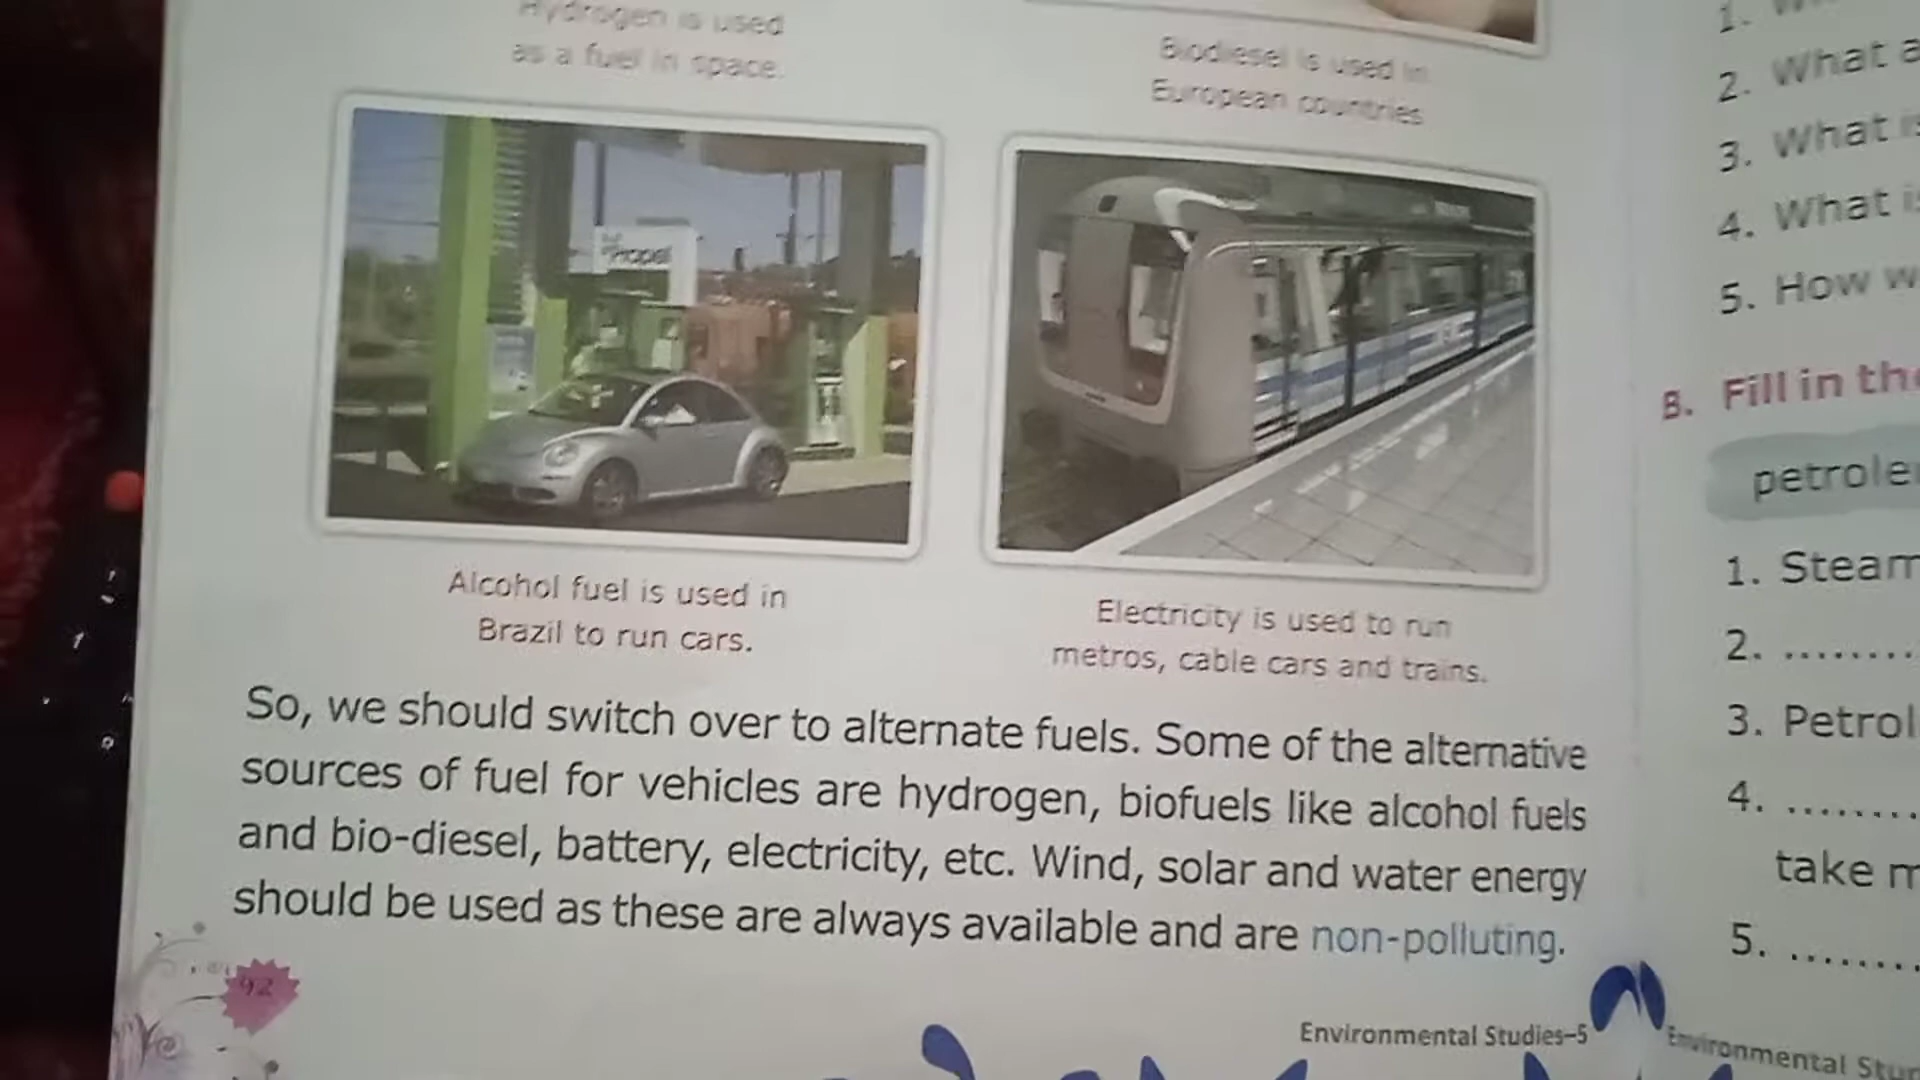 Hydrogen is used
as a fuel in space.
Biodiesel is used in
European countries
Alcohol fuel is used in
Brazil to run cars.
Electricity is used to run
metros, cable cars and trains.
So, we should switch over to alternate fuels. Some of the alternative
sources of fuel for vehicles are hydrogen, biofuels like alcohol fuels
and bio-diesel, battery, electricity, etc. Wind, solar and water energy
should be used as these are always available and are non-polluting.
92
Environmental Studies–5
1.
2. What
3. What
4. What
5. How
B. Fill in
1.
2. ........
3. Petrol
4. ........
take
5. ........
Environmental